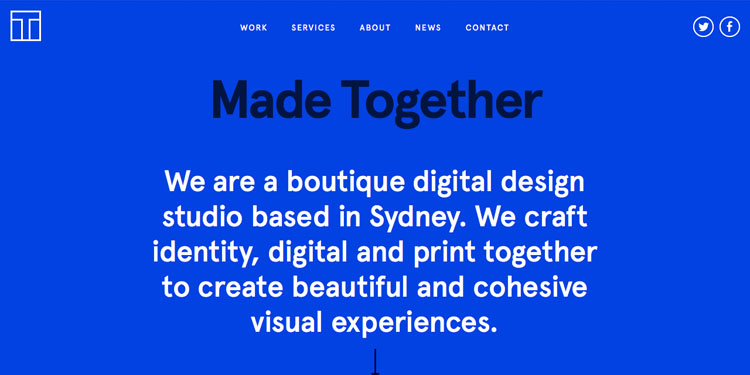 WORK SERVICES ABOUT NEWS CONTACT
Made Together
We are a boutique digital design
studio based in Sydney. We craft
identity, digital and print together
to create beautiful and cohesive
visual experiences.